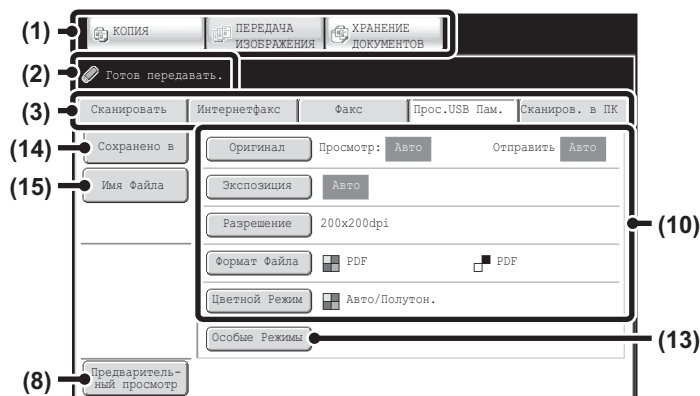 (1)
КОПИЯ
ПЕРЕДАЧА
ИЗОБРАЖЕНИЯ
ХРАНЕНИЕ
ДОКУМЕНТОВ
(2)
Готов передавать.
(3)
Сканировать Интернетфакс Факс Прос.USB Пам. Сканиров. в ПК
(14)
Сохранено в
Оригинал Просмотр: Авто Отправить Авто
(15)
Имя Файла
Экспозиция Авто
Разрешение 200x200dpi
(10)
Формат Файла PDF PDF
Цветной Режим Авто/Полутон.
Особые Режимы
(13)
(8)
Предваритель-
ный просмотр